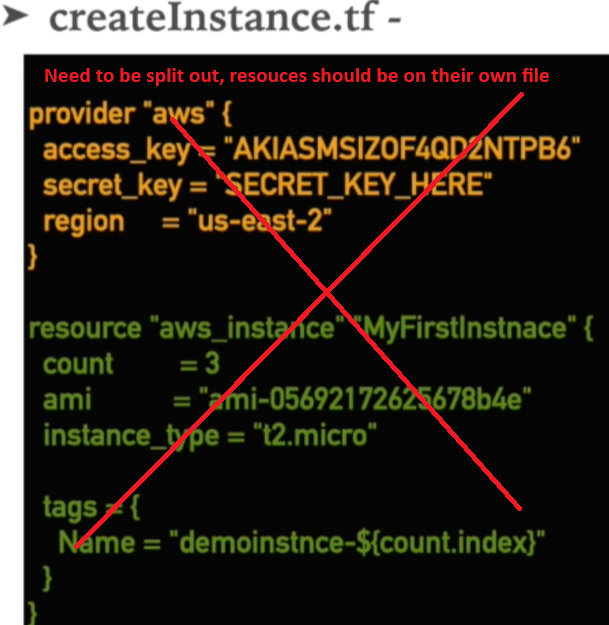 ➤ createInstance.tf -
Need to be split out, resouces should be on their own file
provider "aws" {
access_key = "AKIASMSIZOF4QD2NTPB6"
secret_key = "SECRET_KEY_HERE"
region = "us-east-2"
}
resource "aws_instance" "MyFirstInstnace" {
count = 3
ami = "ami-05692172625678b4e"
instance_type = "t2.micro"
tags = {
Name = "demoinstnce-${count.index}"
}
}